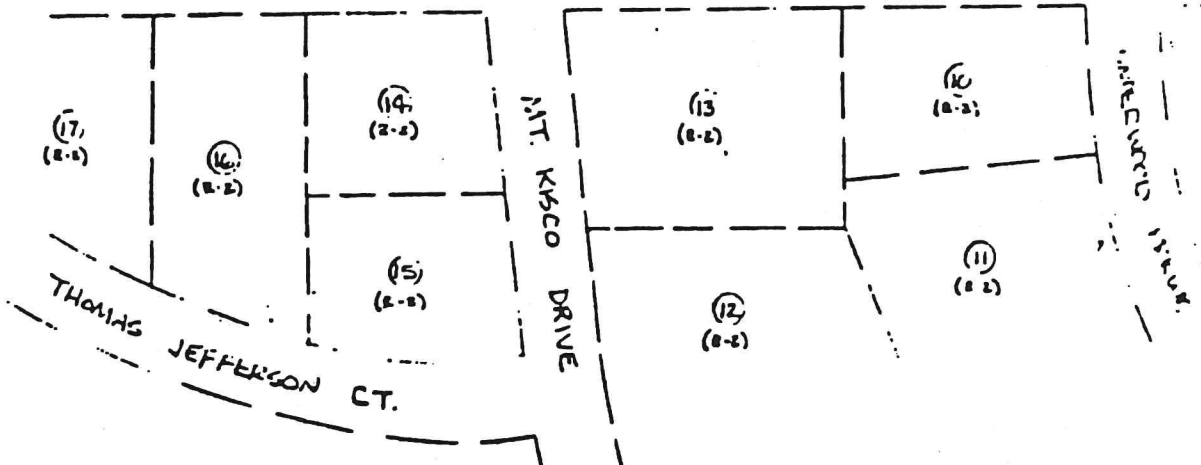 (17)
(R-2)
(16)
(R-2)
(14)
(R-2)
(15)
(R-2)
MT. KISCO DRIVE
(13)
(R-2)
(12)
(R-2)
(10)
(R-2)
(11)
(R-2)
DRIVE
THOMAS JEFFERSON CT.